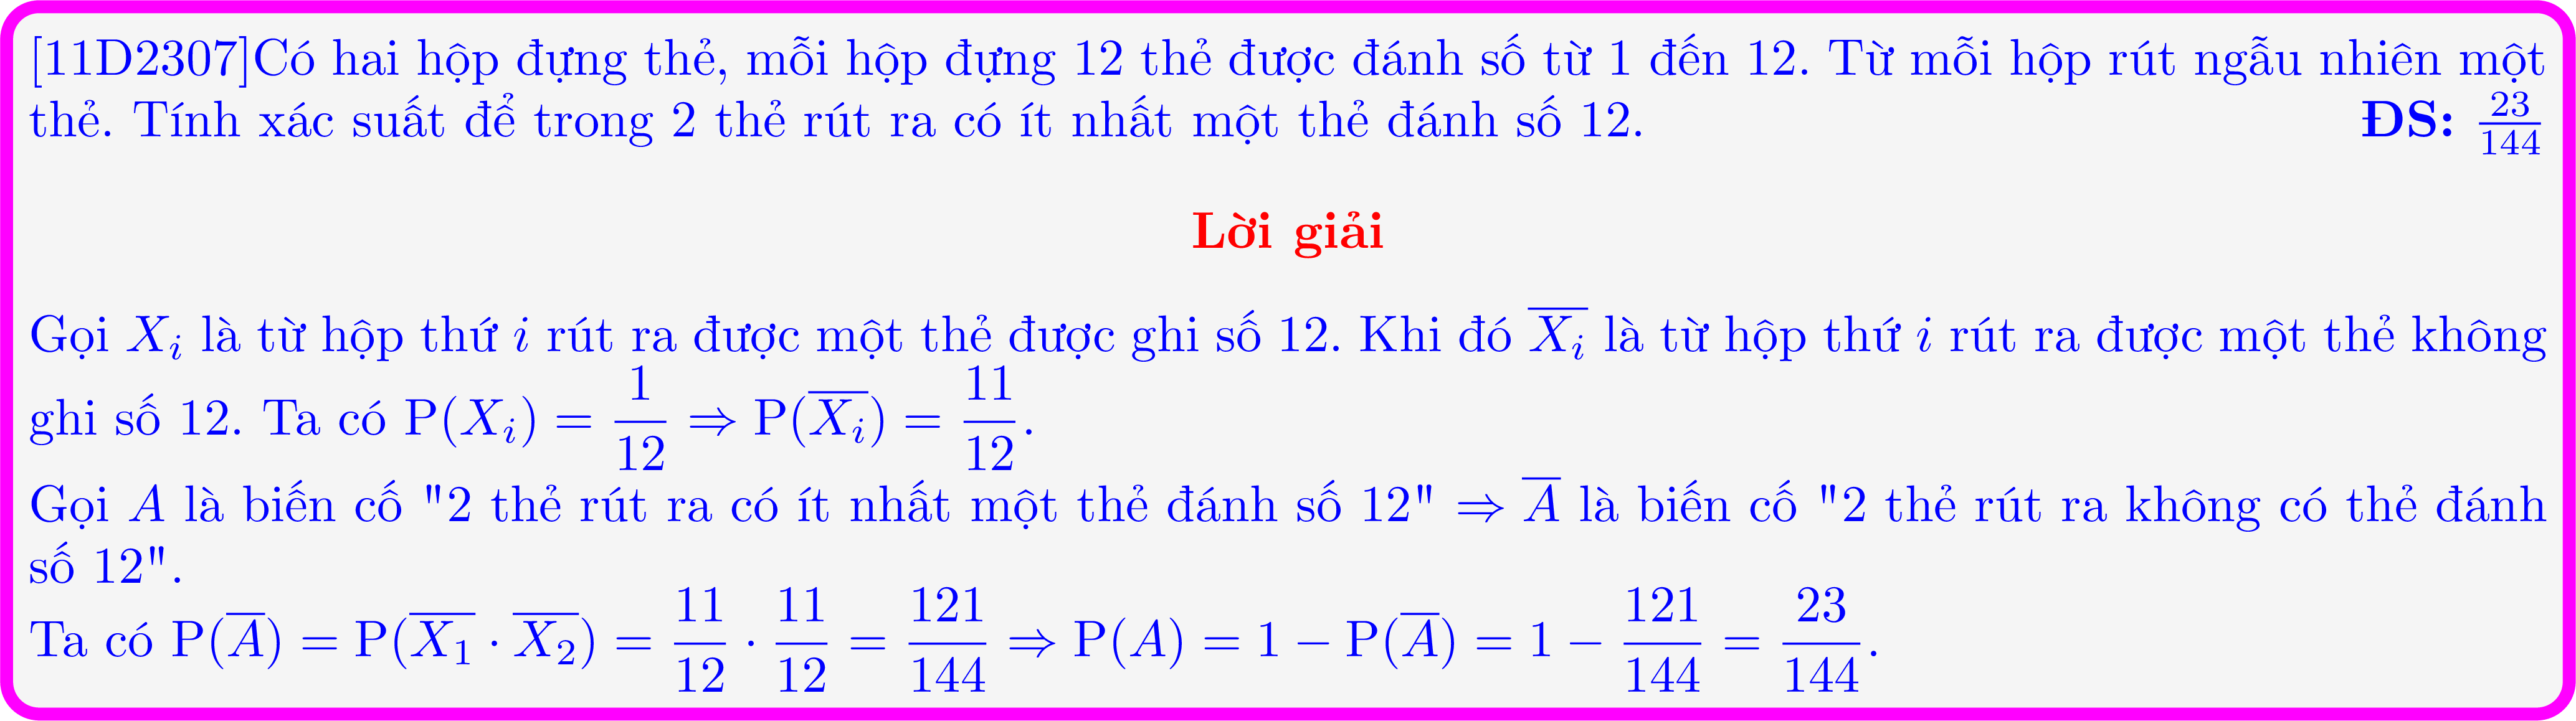 [11D2307]Có hai hộp đựng thẻ, mỗi hộp đựng 12 thẻ được đánh số từ 1 đến 12. Từ mỗi hộp rút ngẫu nhiên một
thẻ. Tính xác suất để trong 2 thẻ rút ra có ít nhất một thẻ đánh số 12. ĐS: $\frac{23}{144}$
Lời giải
Gọi $X_i$ là từ hộp thứ $i$ rút ra được một thẻ được ghi số 12. Khi đó $\overline{X_i}$ là từ hộp thứ $i$ rút ra được một thẻ không
ghi số 12. Ta có $\mathrm{P}(X_i) = \dfrac{1}{12} \Rightarrow \mathrm{P}(\overline{X_i}) = \dfrac{11}{12}$.
Gọi $A$ là biến cố "2 thẻ rút ra có ít nhất một thẻ đánh số 12" $\Rightarrow \overline{A}$ là biến cố "2 thẻ rút ra không có thẻ đánh
số 12".
Ta có $\mathrm{P}(\overline{A}) = \mathrm{P}(\overline{X_1} \cdot \overline{X_2}) = \dfrac{11}{12} \cdot \dfrac{11}{12} = \dfrac{121}{144} \Rightarrow \mathrm{P}(A) = 1 - \mathrm{P}(\overline{A}) = 1 - \dfrac{121}{144} = \dfrac{23}{144}$.